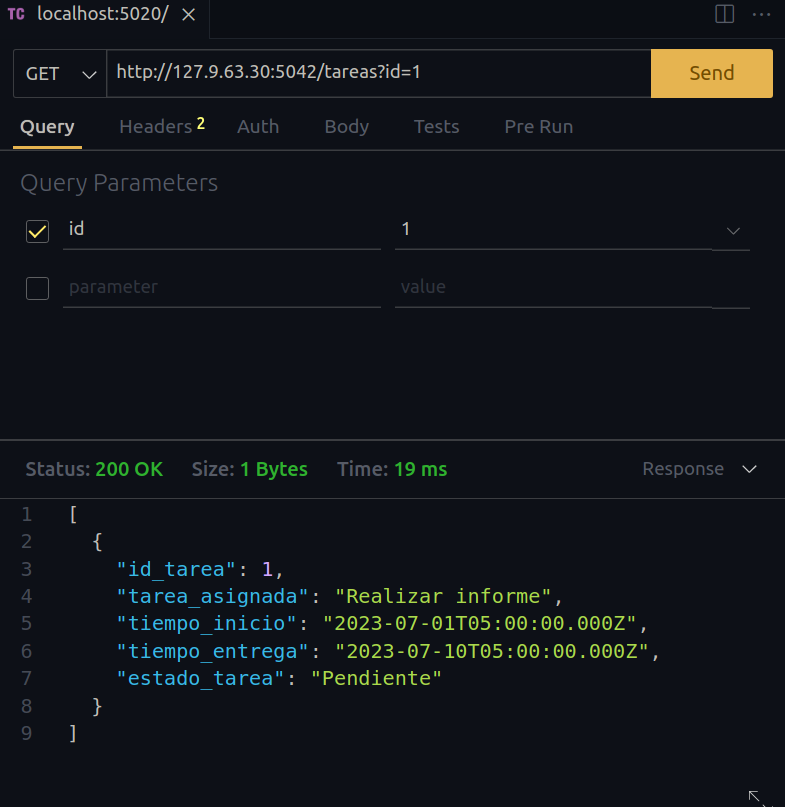 TC localhost:5020/
GET http://127.9.63.30:5042/tareas?id=1 Send
Query Headers 2 Auth Body Tests Pre Run
Query Parameters
id 1
parameter value
Status: 200 OK Size: 1 Bytes Time: 19 ms Response
1 [
2 {
3 "id_tarea": 1,
4 "tarea_asignada": "Realizar informe",
5 "tiempo_inicio": "2023-07-01T05:00:00.000Z",
6 "tiempo_entrega": "2023-07-10T05:00:00.000Z",
7 "estado_tarea": "Pendiente"
8 }
9 ]